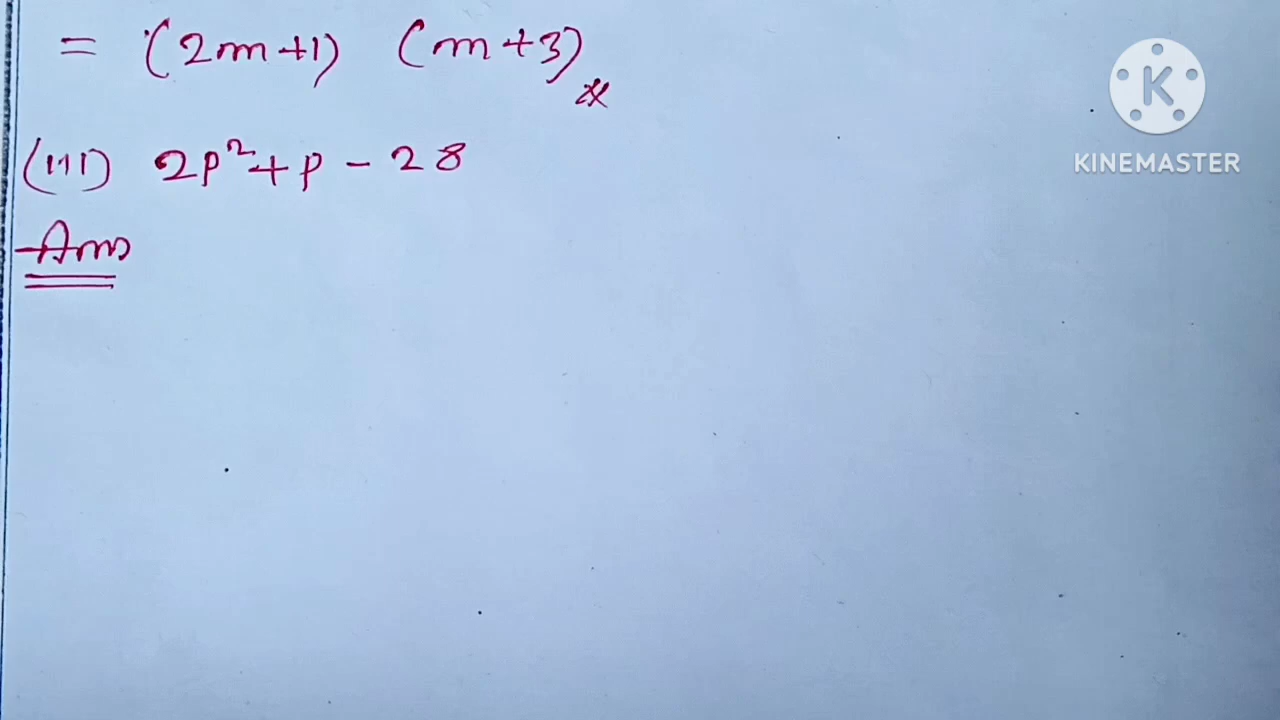 = (2m+1) (m+3)
(III) 2p²+p-28
Ans
K
KINEMASTER